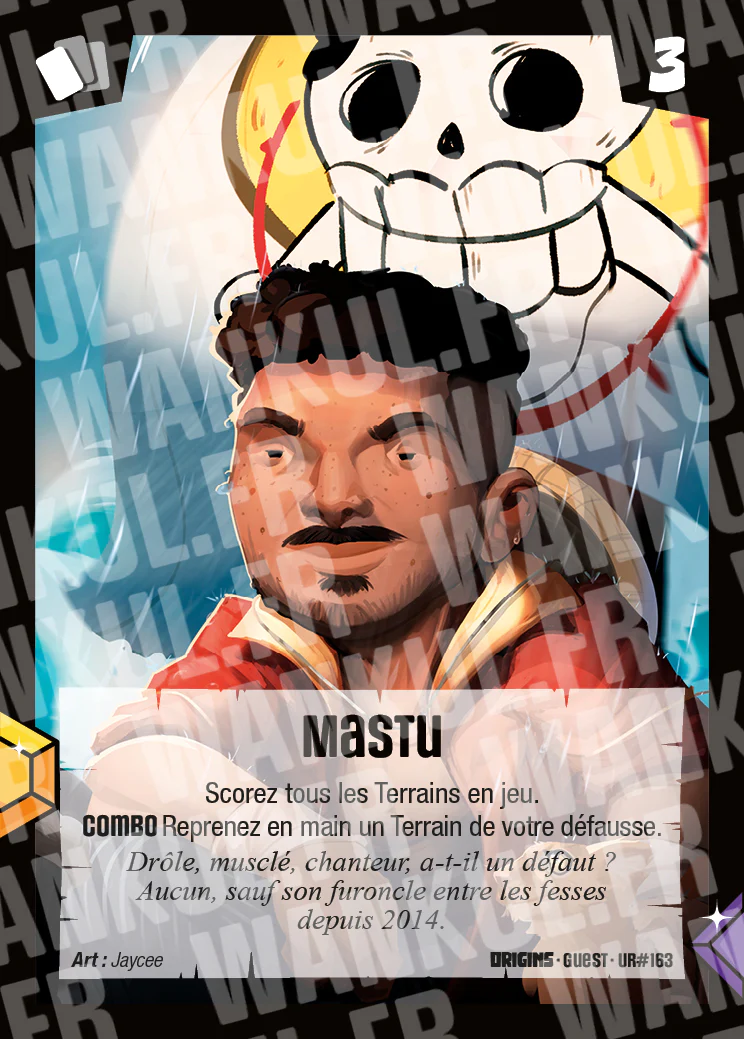 3
Mastu
Scorez tous les Terrains en jeu.
COMBO Reprenez en main un Terrain de votre défausse.
Drôle, musclé, chanteur, a-t-il un défaut ?
Aucun, sauf son furoncle entre les fesses
depuis 2014.
Art : Jaycee
ORIGINS · GUEST · UR#163
WANKUL.FR